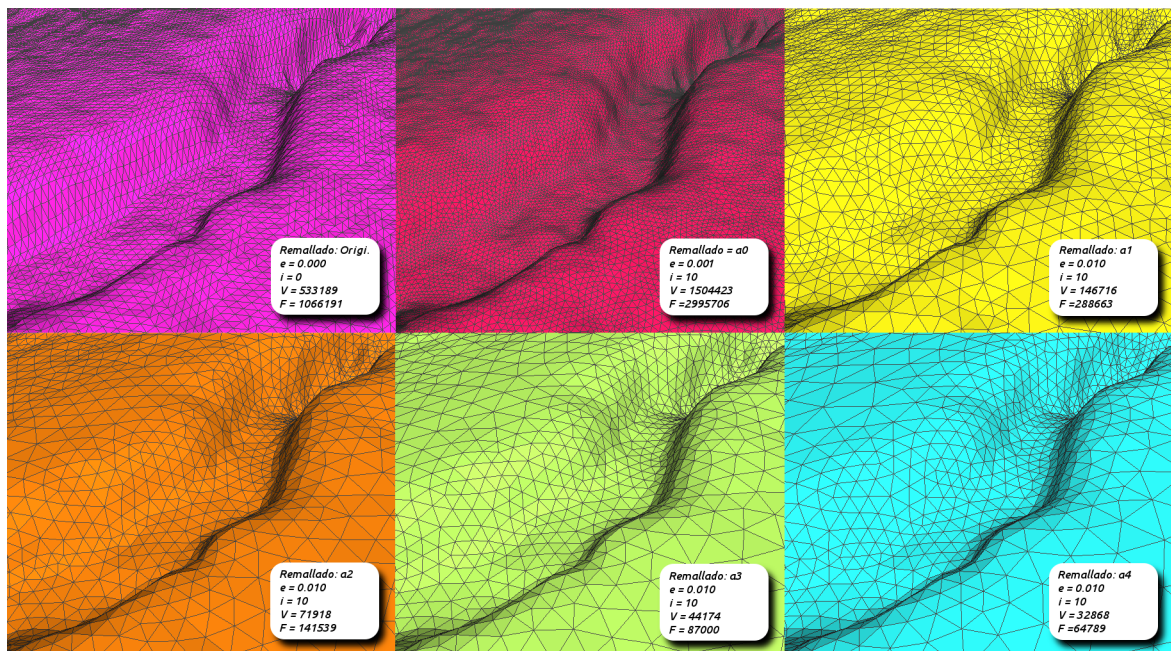 Remallado: Origi.
e = 0.000
i = 0
V = 533189
F = 1066191
Remallado = a0
e = 0.001
i = 10
V = 1504423
F =2995706
Remallado: a1
e = 0.010
i = 10
V = 146716
F =288663
Remallado: a2
e = 0.010
i = 10
V = 71918
F = 141539
Remallado: a3
e = 0.010
i = 10
V = 44174
F = 87000
Remallado: a4
e = 0.010
i = 10
V = 32868
F = 64789